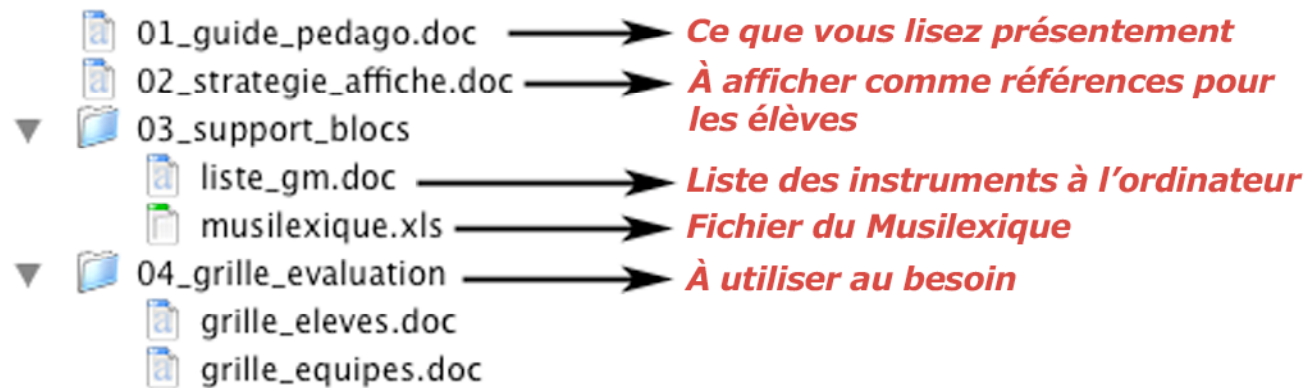 01_guide_pedago.doc Ce que vous lisez présentement
02_strategie_affiche.doc À afficher comme références pour
les élèves
03_support_blocs
liste_gm.doc Liste des instruments à l'ordinateur
musilexique.xls Fichier du Musilexique
04_grille_evaluation À utiliser au besoin
grille_eleves.doc
grille_equipes.doc